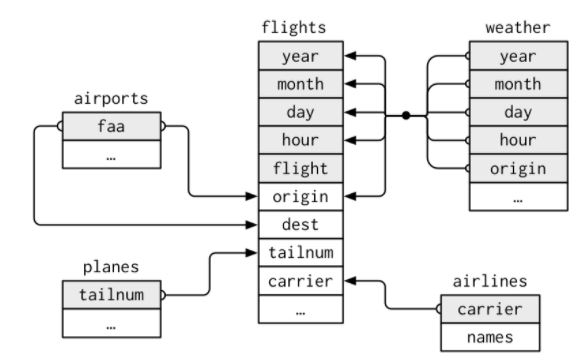 flights
year
month
day
hour
flight
origin
dest
tailnum
carrier
…
weather
year
month
day
hour
origin
…
airports
faa
…
planes
tailnum
…
airlines
carrier
names